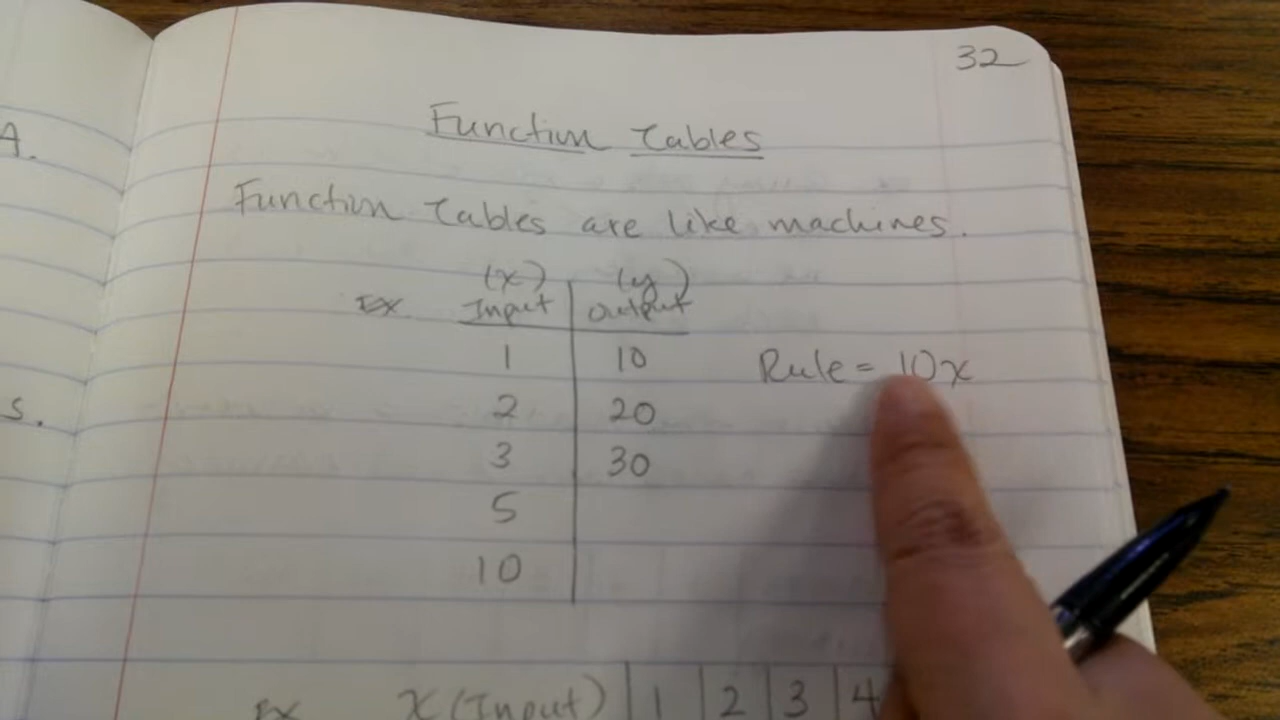 32
A.
Function Tables
Function Tables are like machines.
(x) (y)
Ex Input Output
1 10 Rule = 10x
2 20
s.
3 30
5
10
Ex X (Input) 1 2 3 4